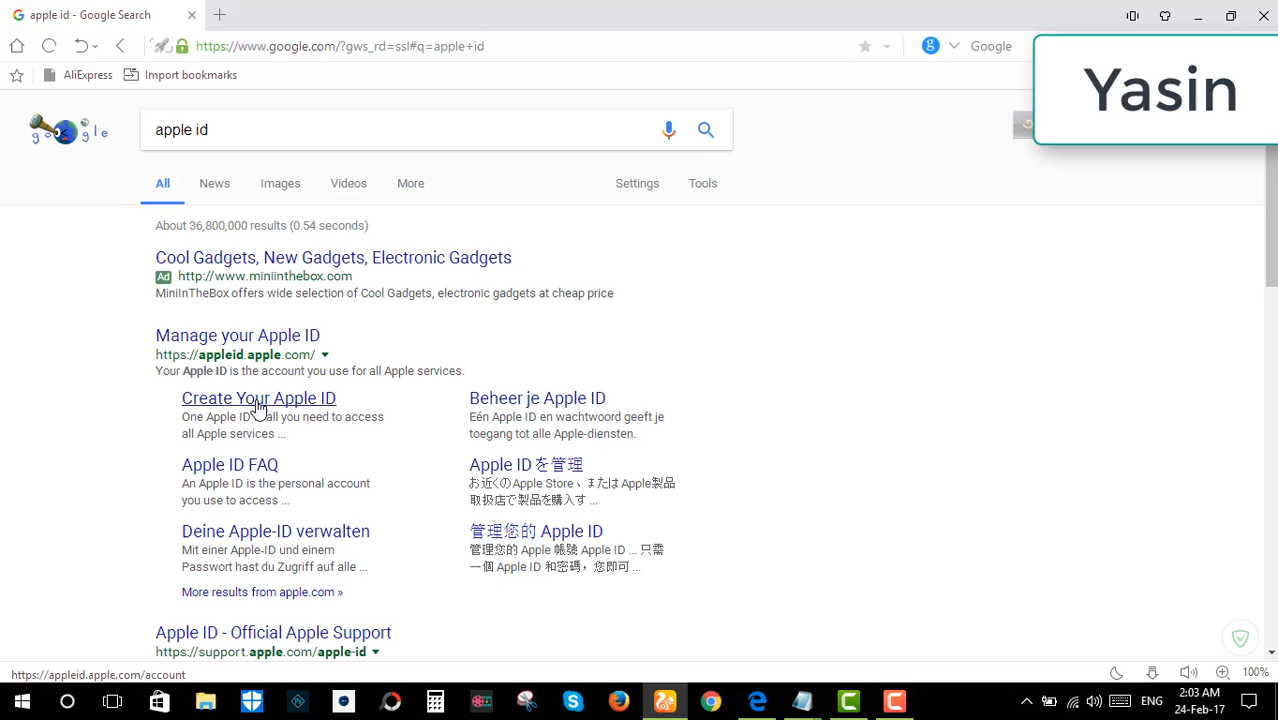 apple id - Google Search
https://www.google.com/?gws_rd=ssl#q=apple+id
Google
AliExpress
Import bookmarks
Yasin
apple id
All
News
Images
Videos
More
Settings
Tools
About 36,800,000 results (0.54 seconds)
Cool Gadgets, New Gadgets, Electronic Gadgets
Ad http://www.miniinthebox.com
MiniInTheBox offers wide selection of Cool Gadgets, electronic gadgets at cheap price
Manage your Apple ID
https://appleid.apple.com/
Your Apple ID is the account you use for all Apple services.
Create Your Apple ID
One Apple ID all you need to access
all Apple services ...
Beheer je Apple ID
Eén Apple ID en wachtwoord geeft je
toegang tot alle Apple-diensten.
Apple ID FAQ
An Apple ID is the personal account
you use to access ...
Apple ID を管理
お近くのApple Store、またはApple製品
取扱店で製品を購入す ...
Deine Apple-ID verwalten
Mit einer Apple-ID und einem
Passwort hast du Zugriff auf alle ...
管理您的 Apple ID
管理您的 Apple 帳號 Apple ID ... 只需
一個 Apple ID 和密碼，您即可 ...
More results from apple.com »
Apple ID - Official Apple Support
https://support.apple.com/apple-id
https://appleid.apple.com/account
100%
ENG
2:03 AM
24-Feb-17